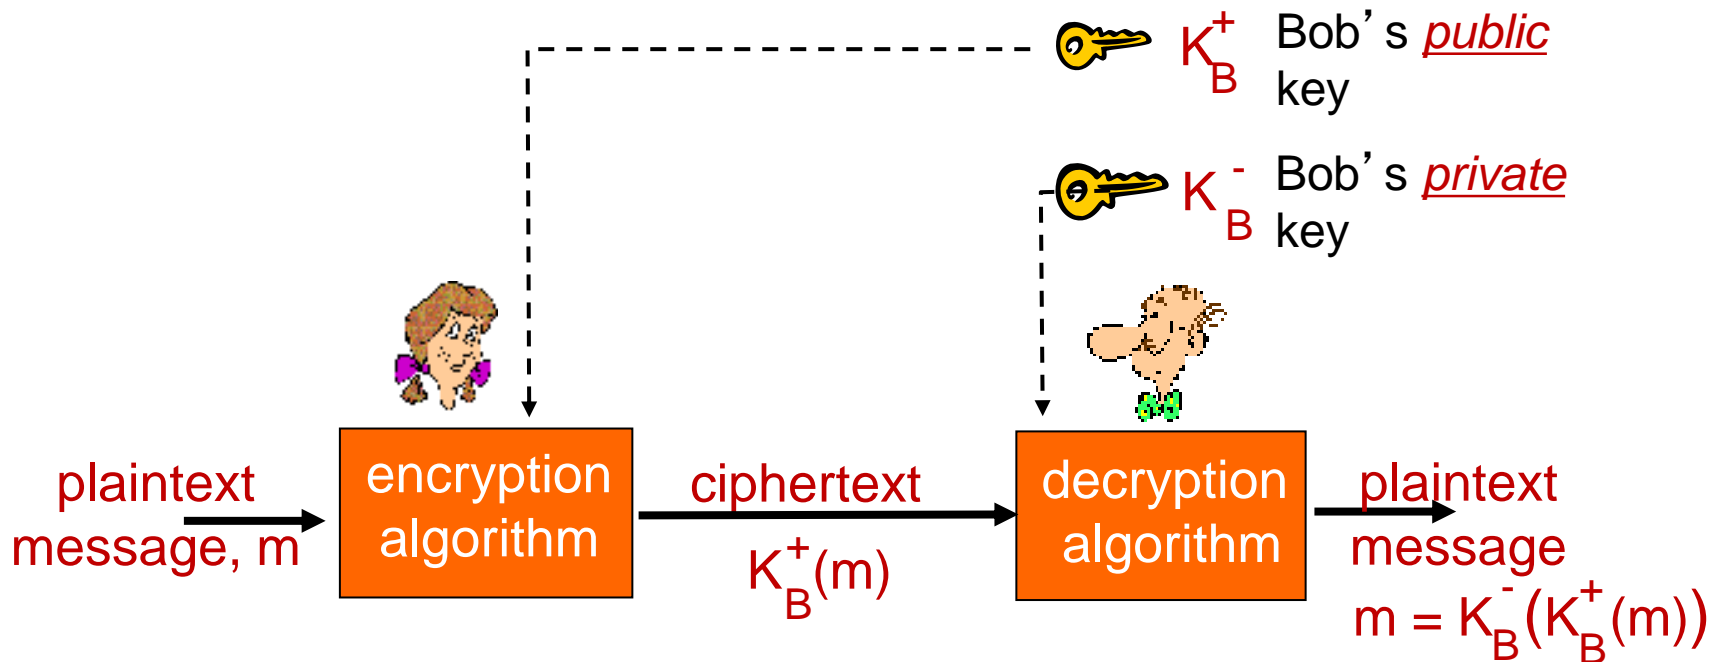 K_B^+ Bob's public
key
K_B^- Bob's private
key
plaintext
message, m
encryption
algorithm
ciphertext
K_B^+(m)
decryption
algorithm
plaintext
message
m = K_B^-(K_B^+(m))